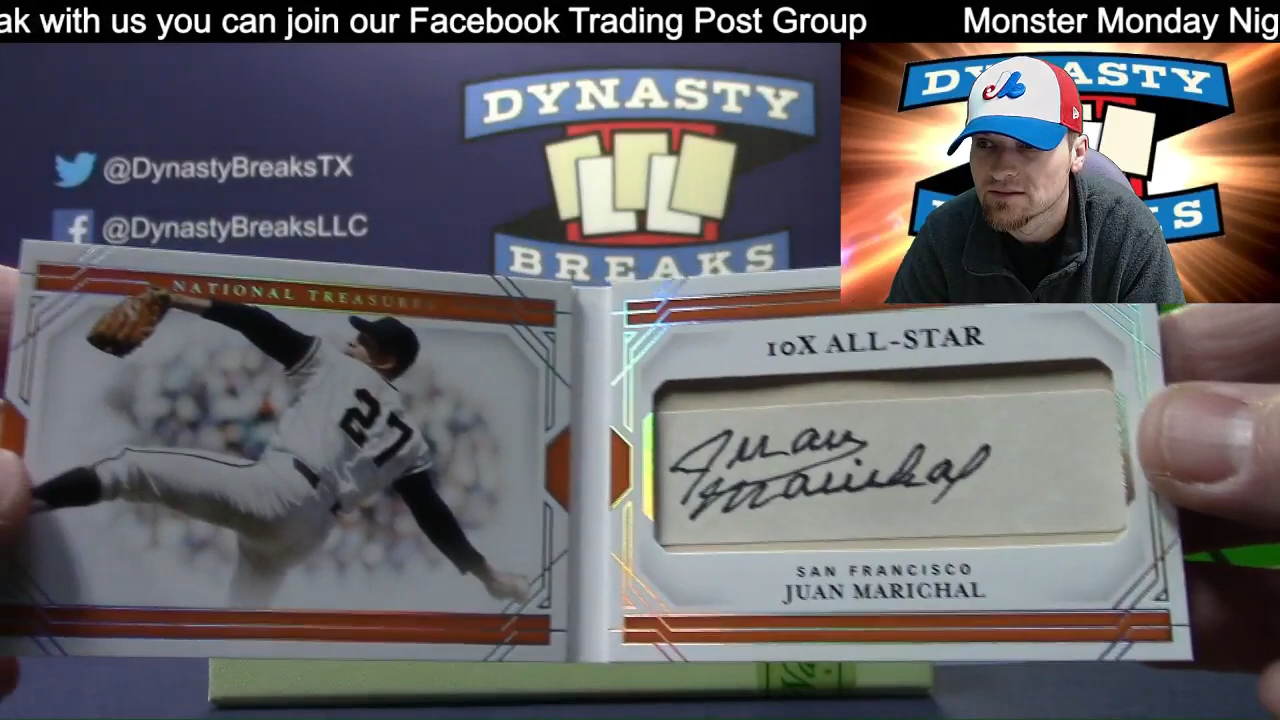 ak with us you can join our Facebook Trading Post Group Monster Monday Nig
DYNASTY
BREAKS
@DynastyBreaksTX
@DynastyBreaksLLC
DYNASTY
KS
NATIONAL TREASURES
27
10X ALL-STAR
Juan
Marichal
SAN FRANCISCO
JUAN MARICHAL